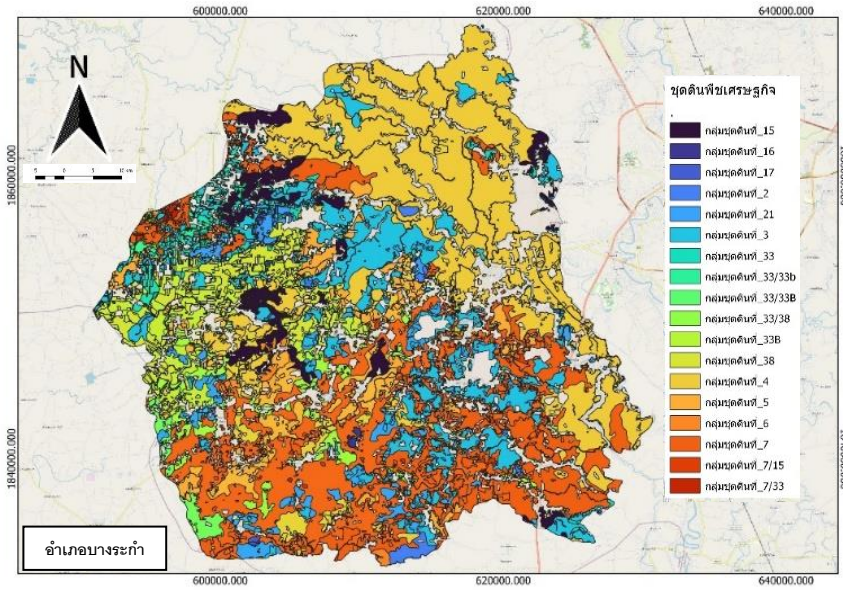 600000.000
620000.000
640000.000
N
1860000.000
1840000.000
ชุดดินพืชเศรษฐกิจ
กลุ่มชุดดินที่_15
กลุ่มชุดดินที่_16
กลุ่มชุดดินที่_17
กลุ่มชุดดินที่_2
กลุ่มชุดดินที่_21
กลุ่มชุดดินที่_3
กลุ่มชุดดินที่_33
กลุ่มชุดดินที่_33/33b
กลุ่มชุดดินที่_33/33B
กลุ่มชุดดินที่_33/38
กลุ่มชุดดินที่_33B
กลุ่มชุดดินที่_38
กลุ่มชุดดินที่_4
กลุ่มชุดดินที่_5
กลุ่มชุดดินที่_6
กลุ่มชุดดินที่_7
กลุ่มชุดดินที่_7/15
กลุ่มชุดดินที่_7/33
อำเภอบางระกำ
600000.000
620000.000
640000.000